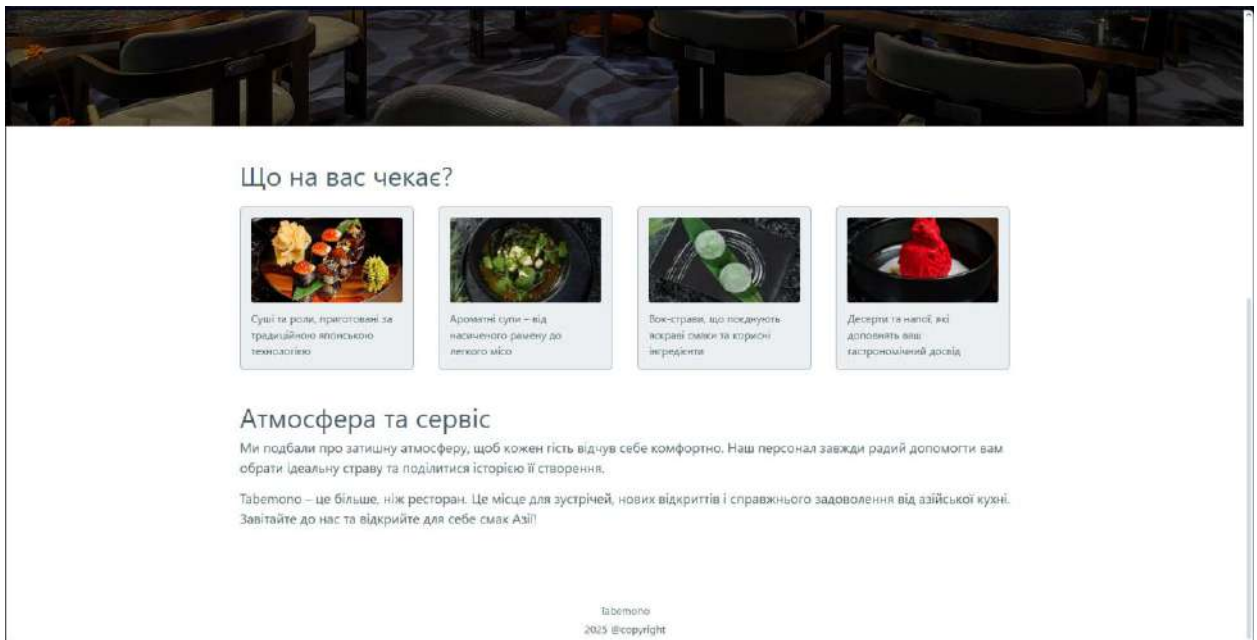 Що на вас чекає?
Суші та роли, приготовані за
традиційною японською
технологією
Ароматні супи – від
насиченого рамену до
легкого місо
Вок-страви, що поєднують
яскраві смаки та корисні
інгредієнти
Десерти та напої, які
доповнять ваш
гастрономічний досвід
Атмосфера та сервіс
Ми подбали про затишну атмосферу, щоб кожен гість відчув себе комфортно. Наш персонал завжди радий допомогти вам
обрати ідеальну страву та поділитися історією її створення.
Tabemono – це більше, ніж ресторан. Це місце для зустрічей, нових відкриттів і справжнього задоволення від азійської кухні.
Завітайте до нас та відкрийте для себе смак Азії!
Tabemono
2025 @copyright